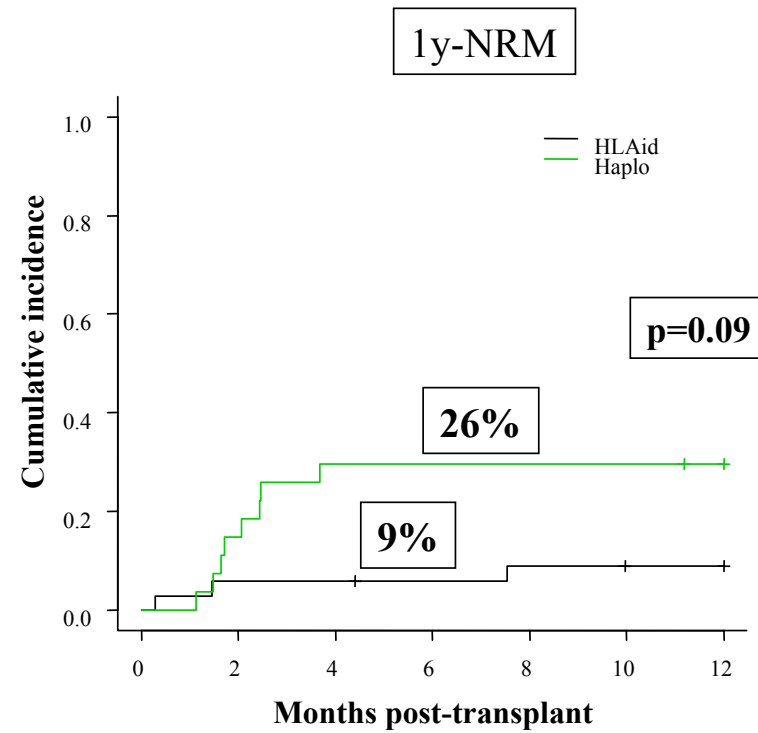 1y-NRM
1.0
HLAid
Haplo
0.8
0.6
p=0.09
0.4
26%
0.2
9%
0.0
Cumulative incidence
0 2 4 6 8 10 12
Months post-transplant